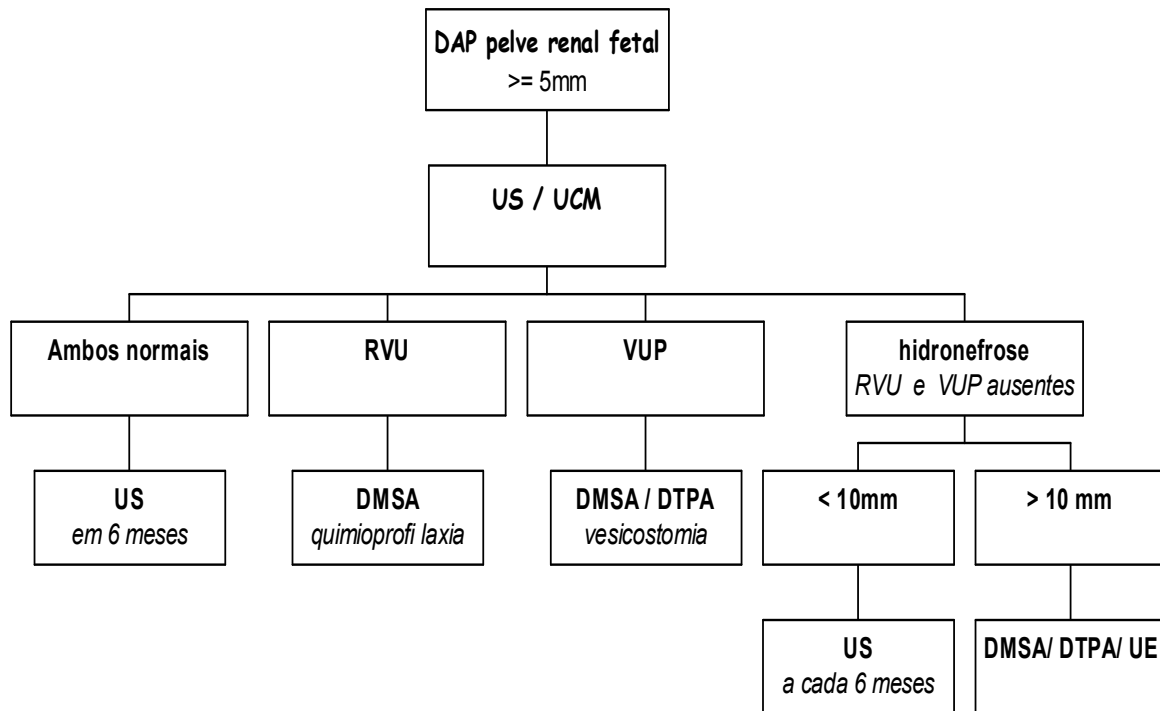 DAP pelve renal fetal
>= 5mm
US / UCM
Ambos normais
RVU
VUP
hidronefrose
RVU e VUP ausentes
US
em 6 meses
DMSA
quimioprofi laxia
DMSA / DTPA
vesicostomia
< 10mm
> 10 mm
US
a cada 6 meses
DMSA/ DTPA/ UE